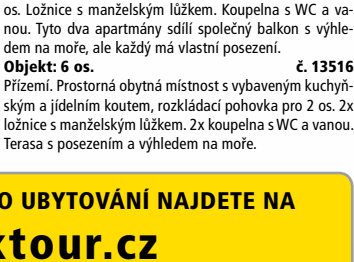 os. Ložnice s manželským lůžkem. Koupelna s WC a va-
nou. Tyto dva apartmány sdílí společný balkon s výhle-
dem na moře, ale každý má vlastní posezení.
Objekt: 6 os. č. 13516
Přízemí. Prostorná obytná místnost s vybaveným kuchyň-
ským a jídelním koutem, rozkládací pohovka pro 2 os. 2x
ložnice s manželským lůžkem. 2x koupelna s WC a vanou.
Terasa s posezením a výhledem na moře.
O UBYTOVÁNÍ NAJDETE NA
tour.cz